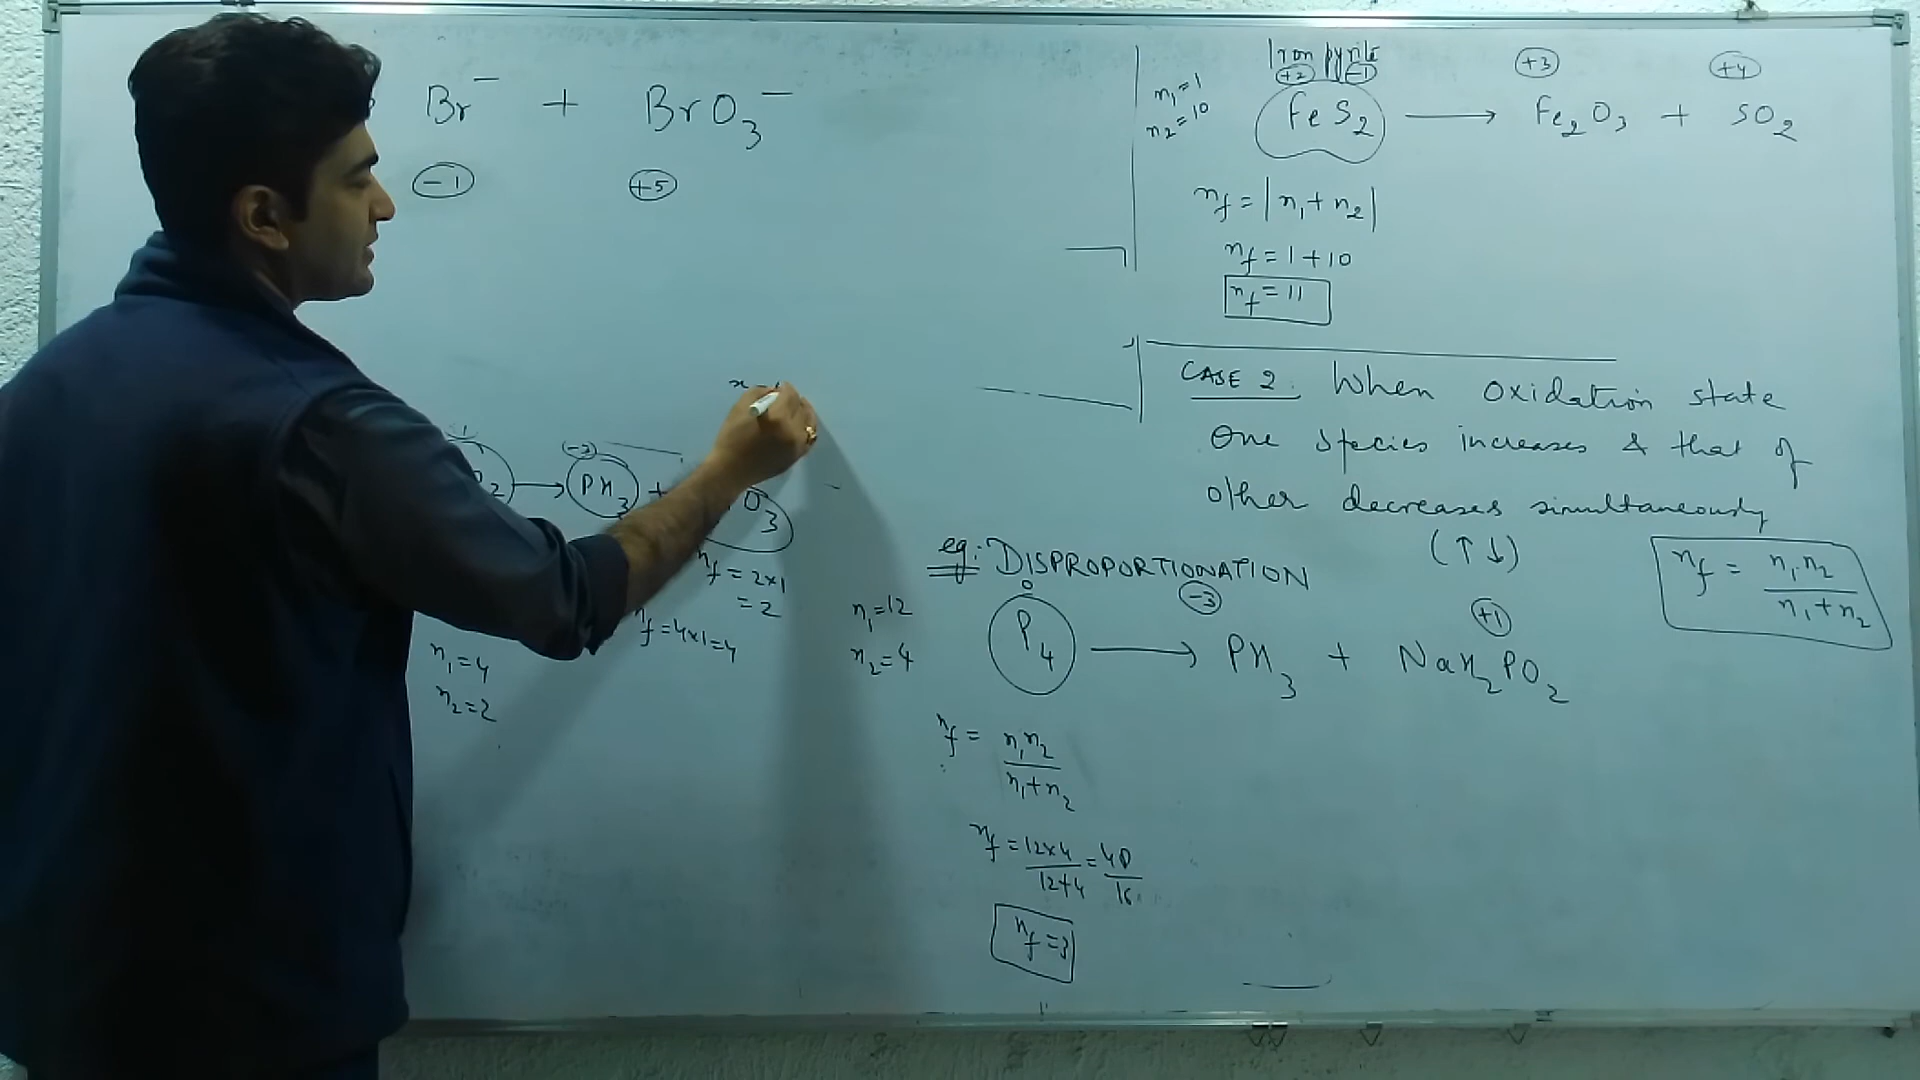 Br⁻ + BrO₃⁻
−1 +5
PH₃ + O₃
n_f = 2×1
= 2
n_f = 4×1 = 4
n₁ = 4
n₂ = 2
Iron pyrite
+2 −1 +3 +4
n₁ = 1
n₂ = 10
FeS₂ → Fe₂O₃ + SO₂
n_f = |n₁ + n₂|
n_f = 1 + 10
n_f = 11
CASE 2. When oxidation state
One species increases & that of
other decreases simultaneously
(↑↓)
n_f = n₁n₂ / n₁+n₂
eg:- DISPROPORTIONATION
0 −3 +1
n₁ = 12
n₂ = 4
P₄ → PH₃ + NaH₂PO₂
n_f = n₁n₂ / n₁+n₂
n_f = 12×4 / 12+4 = 48 / 16
n_f = 3